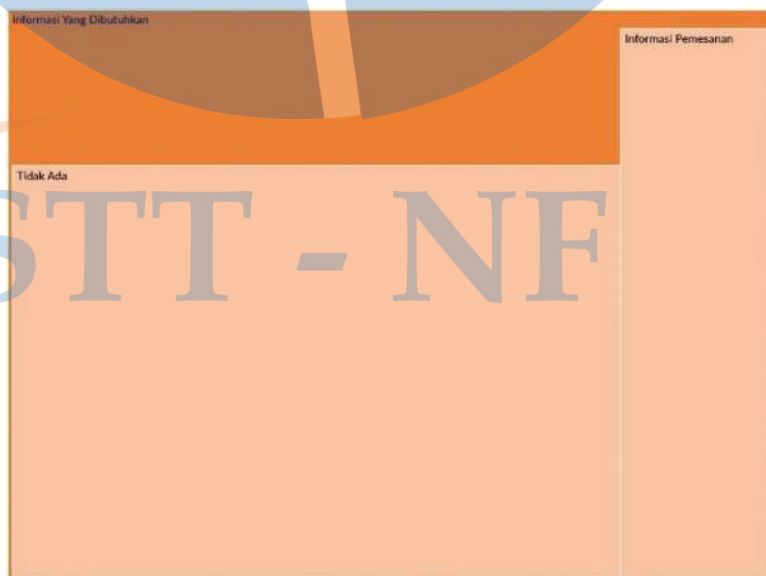 Informasi Yang Dibutuhkan
Informasi Pemesanan
Tidak Ada
STT - NF